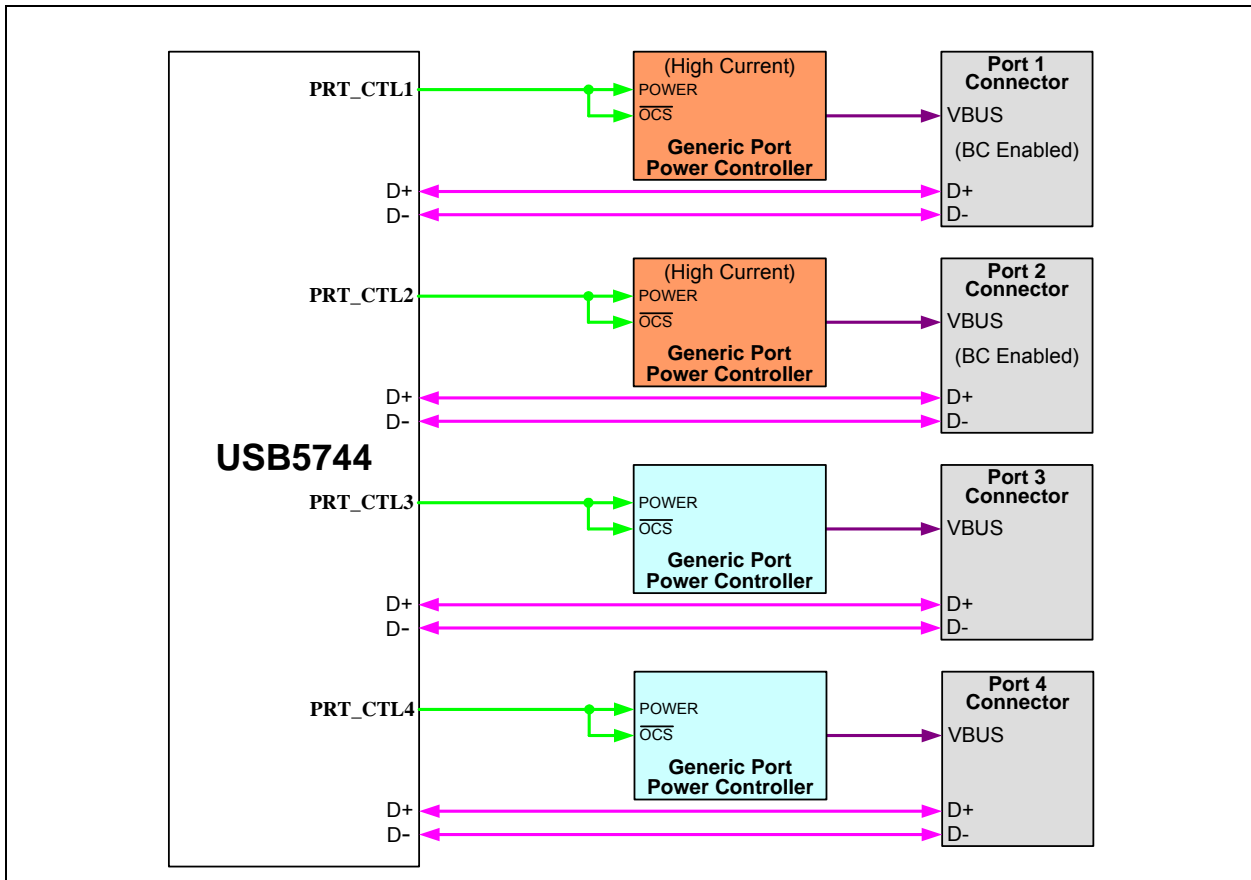 USB5744
PRT_CTL1
D+
D-
(High Current)
POWER
OCS
Generic Port
Power Controller
Port 1
Connector
VBUS
(BC Enabled)
D+
D-
PRT_CTL2
D+
D-
(High Current)
POWER
OCS
Generic Port
Power Controller
Port 2
Connector
VBUS
(BC Enabled)
D+
D-
PRT_CTL3
D+
D-
POWER
OCS
Generic Port
Power Controller
Port 3
Connector
VBUS
D+
D-
PRT_CTL4
D+
D-
POWER
OCS
Generic Port
Power Controller
Port 4
Connector
VBUS
D+
D-